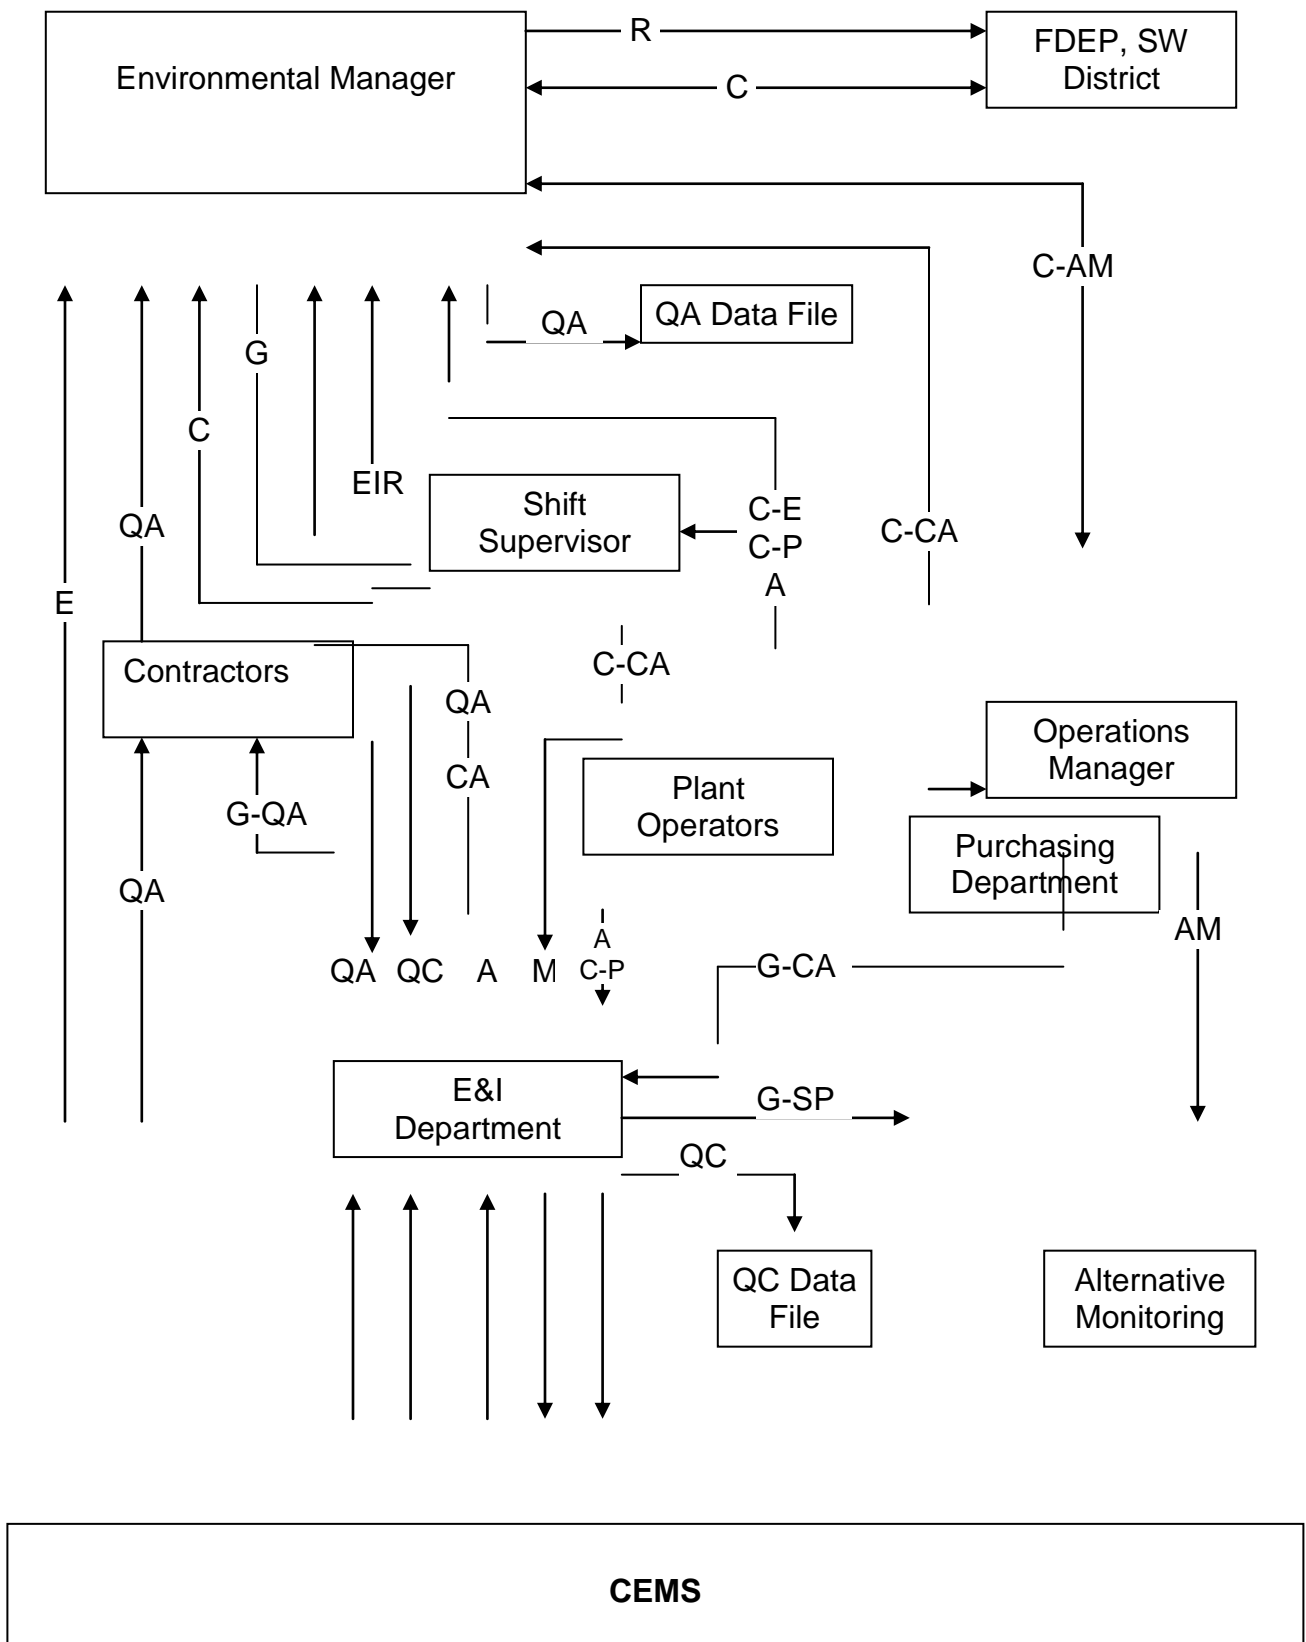 R
FDEP, SW
District
Environmental Manager
C
C-AM
QA
QA Data File
G
C
EIR
Shift
Supervisor
C-E
C-P
A
C-CA
QA
E
C-CA
Contractors
QA
CA
Operations
Manager
Plant
Operators
G-QA
Purchasing
Department
QA
AM
A
C-P
QA
QC
A
M
G-CA
E&I
Department
G-SP
QC
QC Data
File
Alternative
Monitoring
CEMS